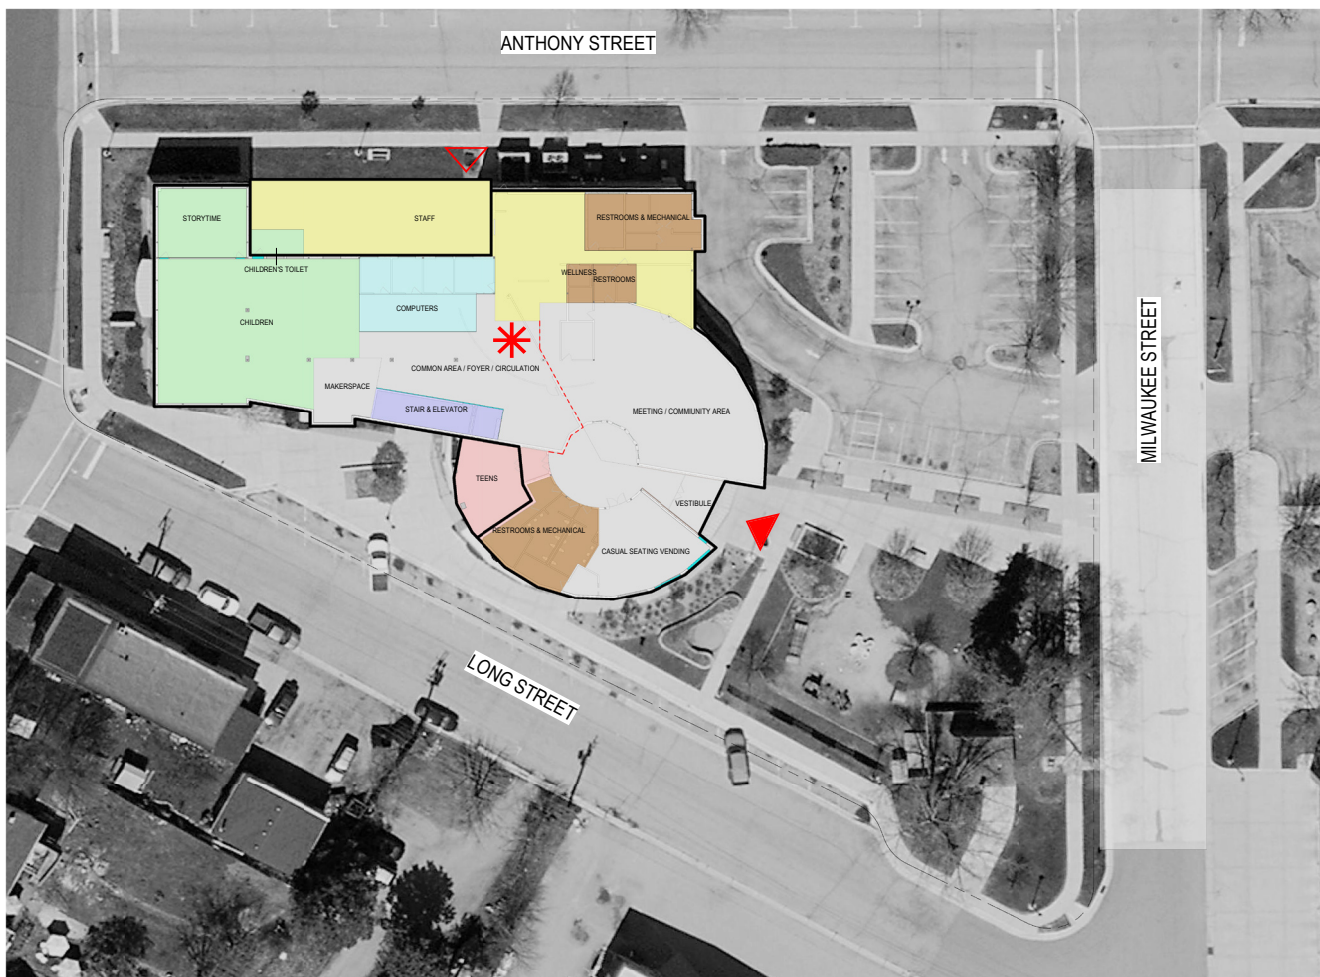 ANTHONY STREET
STORYTIME
STAFF
RESTROOMS & MECHANICAL
CHILDREN'S TOILET
WELLNESS
RESTROOMS
CHILDREN
COMPUTERS
COMMON AREA / FOYER / CIRCULATION
MAKERSPACE
STAIR & ELEVATOR
MEETING / COMMUNITY AREA
MILWAUKEE STREET
TEENS
VESTIBULE
RESTROOMS & MECHANICAL
CASUAL SEATING VENDING
LONG STREET